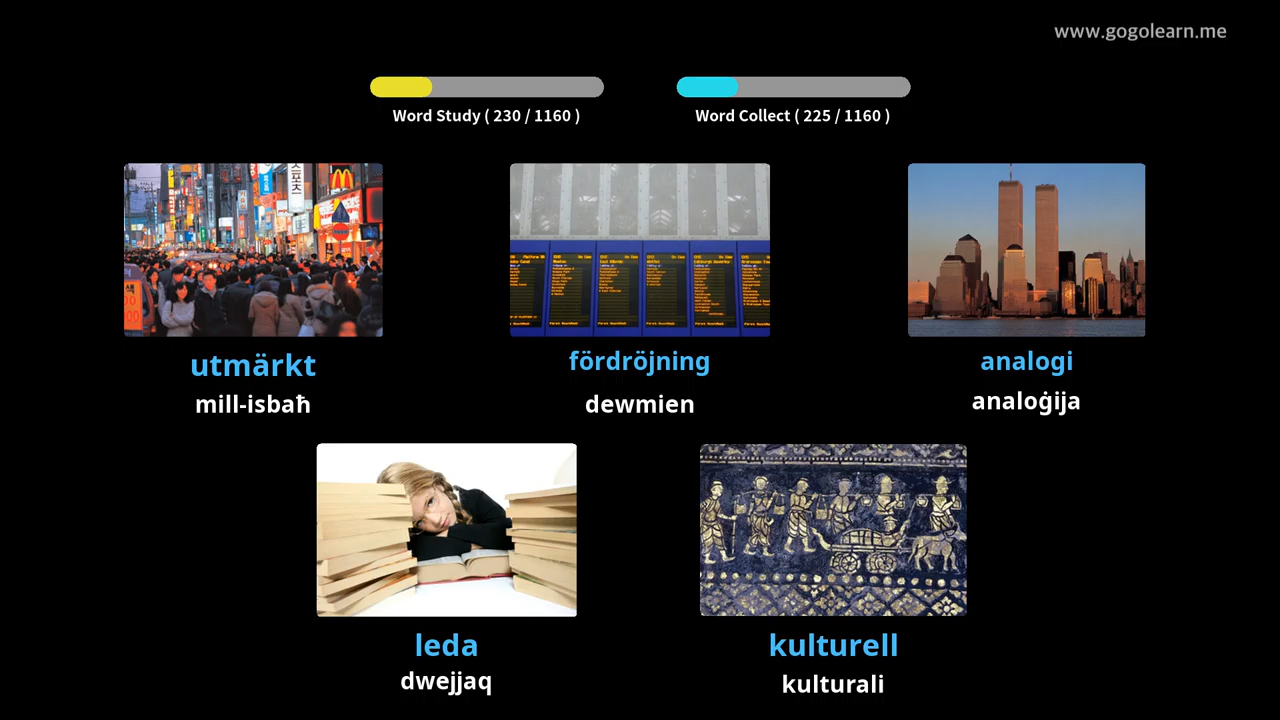 www.gogolearn.me
Word Study ( 230 / 1160 )
Word Collect ( 225 / 1160 )
utmärkt
mill-isbaħ
fördröjning
dewmien
analogi
analoġija
leda
dwejjaq
kulturell
kulturali